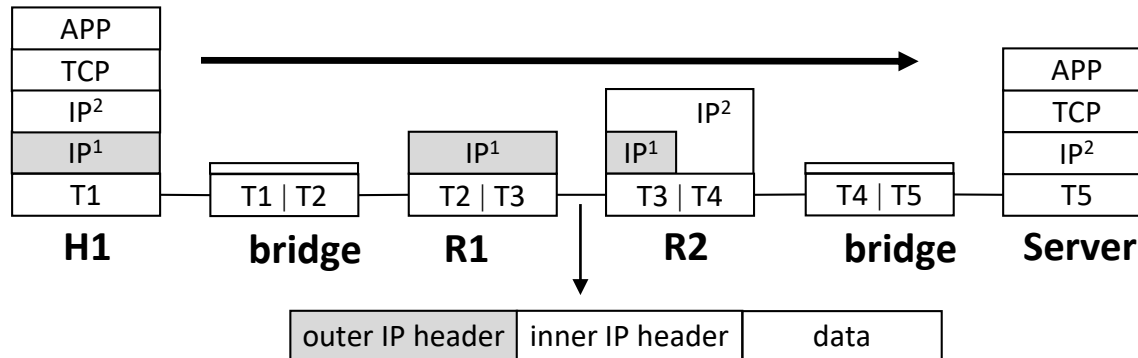 APP
TCP
IP²
IP¹
T1
H1
T1 | T2
bridge
IP¹
T2 | T3
R1
IP²
IP¹
T3 | T4
R2
T4 | T5
bridge
APP
TCP
IP²
T5
Server
outer IP header inner IP header data